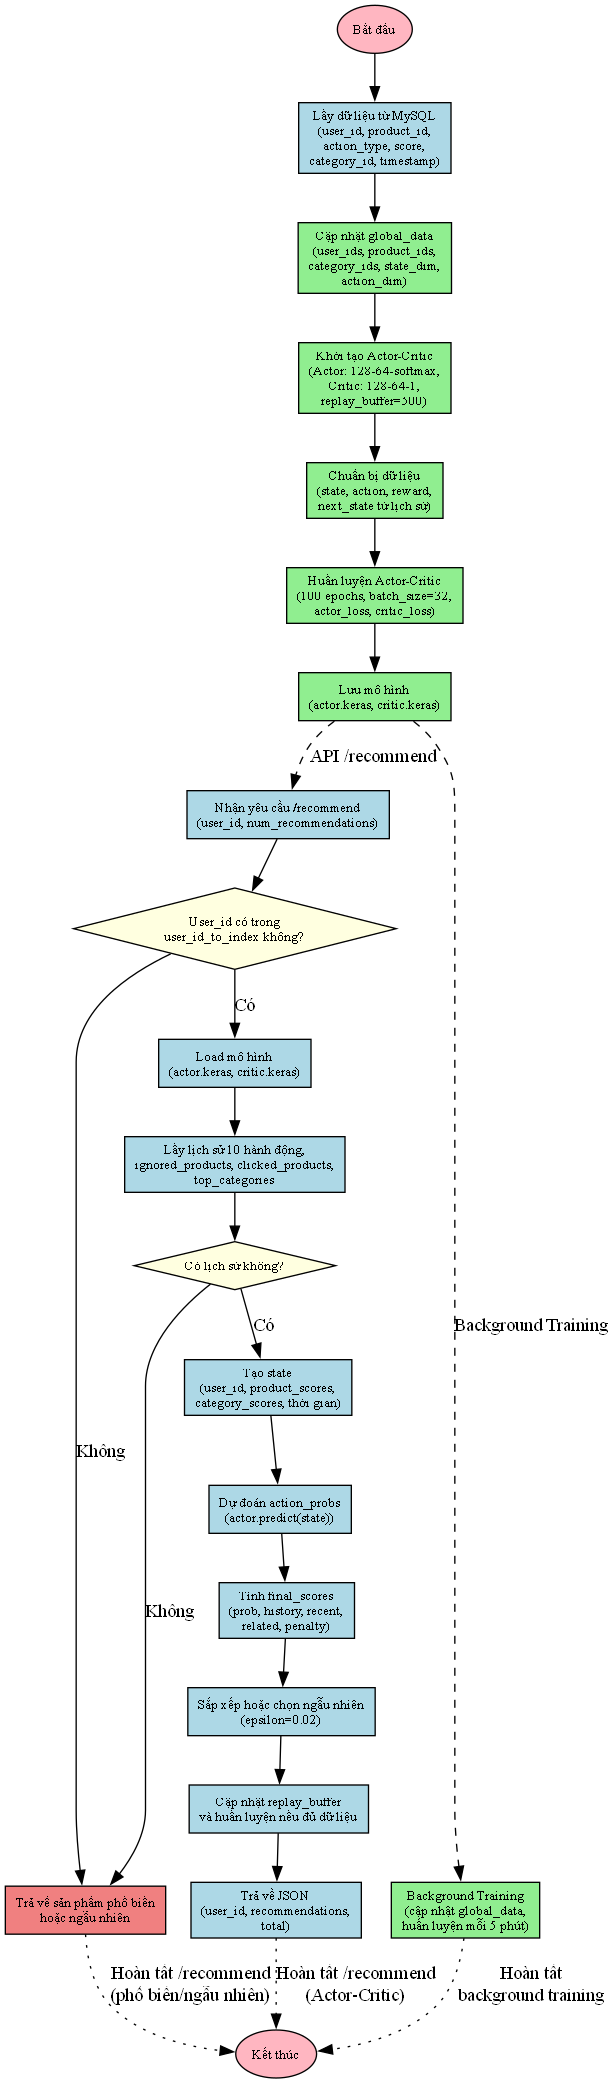 Bắt đầu
Lấy dữ liệu từ MySQL
(user_id, product_id,
action_type, score,
category_id, timestamp)
Cập nhật global_data
(user_ids, product_ids,
category_ids, state_dim,
action_dim)
Khởi tạo Actor-Critic
(Actor: 128-64-softmax,
Critic: 128-64-1,
replay_buffer=500)
Chuẩn bị dữ liệu
(state, action, reward,
next_state từ lịch sử)
Huấn luyện Actor-Critic
(100 epochs, batch_size=32,
actor_loss, critic_loss)
Lưu mô hình
(actor.keras, critic.keras)
API /recommend
Nhận yêu cầu /recommend
(user_id, num_recommendations)
User_id có trong
user_id_to_index không?
Có
Load mô hình
(actor.keras, critic.keras)
Lấy lịch sử 10 hành động,
ignored_products, clicked_products,
top_categories
Có lịch sử không?
Có
Background Training
Tạo state
(user_id, product_scores,
category_scores, thời gian)
Không
Dự đoán action_probs
(actor.predict(state))
Tính final_scores
(prob, history, recent,
related, penalty)
Không
Sắp xếp hoặc chọn ngẫu nhiên
(epsilon=0.02)
Cập nhật replay_buffer
và huấn luyện nếu đủ dữ liệu
Trả về sản phẩm phổ biến
hoặc ngẫu nhiên
Trả về JSON
(user_id, recommendations,
total)
Background Training
(cập nhật global_data,
huấn luyện mỗi 5 phút)
Hoàn tất /recommend
(phổ biến/ngẫu nhiên)
Hoàn tất /recommend
(Actor-Critic)
Hoàn tất
background training
Kết thúc